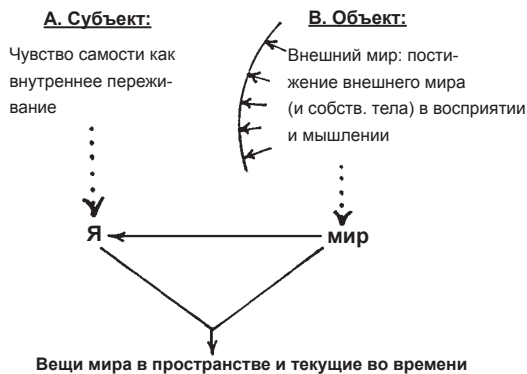 А. Субъект:
Чувство самости как
внутреннее пережи-
вание
В. Объект:
Внешний мир: пости-
жение внешнего мира
(и собств. тела) в восприятии
и мышлении
Я
мир
Вещи мира в пространстве и текущие во времени